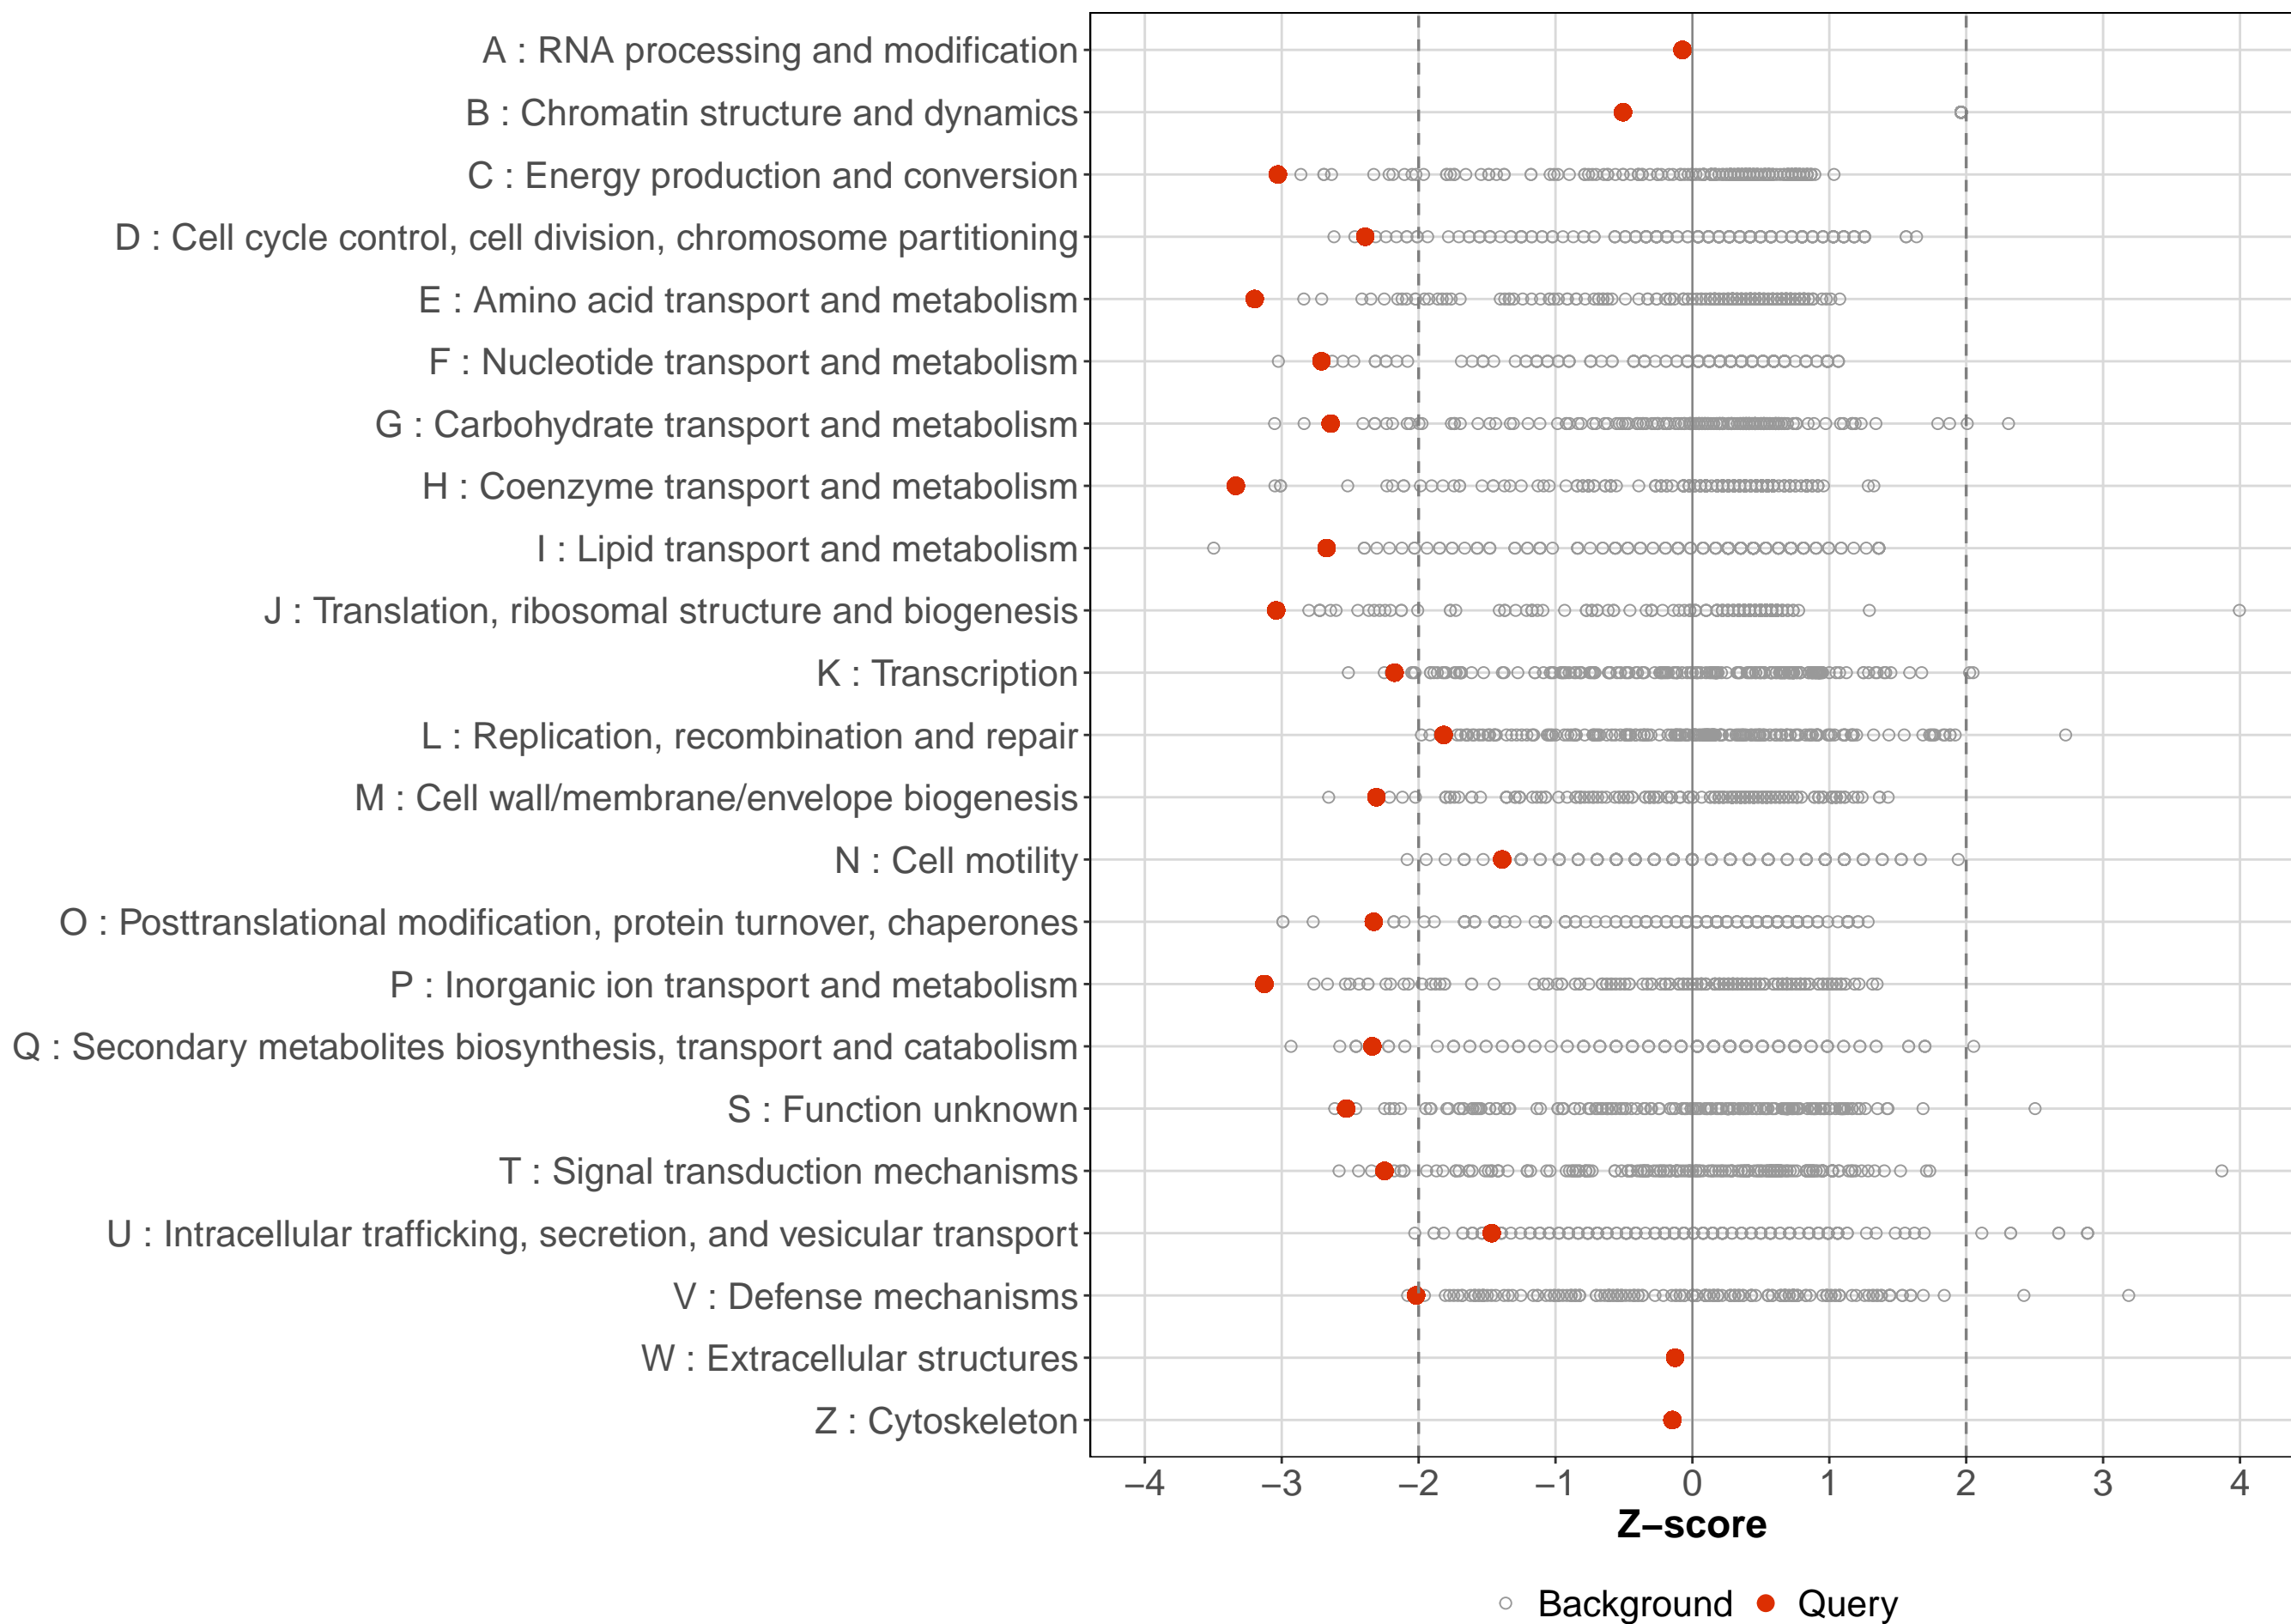 A : RNA processing and modification
B : Chromatin structure and dynamics
C : Energy production and conversion
D : Cell cycle control, cell division, chromosome partitioning
E : Amino acid transport and metabolism
F : Nucleotide transport and metabolism
G : Carbohydrate transport and metabolism
H : Coenzyme transport and metabolism
I : Lipid transport and metabolism
J : Translation, ribosomal structure and biogenesis
K : Transcription
L : Replication, recombination and repair
M : Cell wall/membrane/envelope biogenesis
N : Cell motility
O : Posttranslational modification, protein turnover, chaperones
P : Inorganic ion transport and metabolism
Q : Secondary metabolites biosynthesis, transport and catabolism
S : Function unknown
T : Signal transduction mechanisms
U : Intracellular trafficking, secretion, and vesicular transport
V : Defense mechanisms
W : Extracellular structures
Z : Cytoskeleton
−4 −3 −2 −1 0 1 2 3 4
Z−score
Background Query